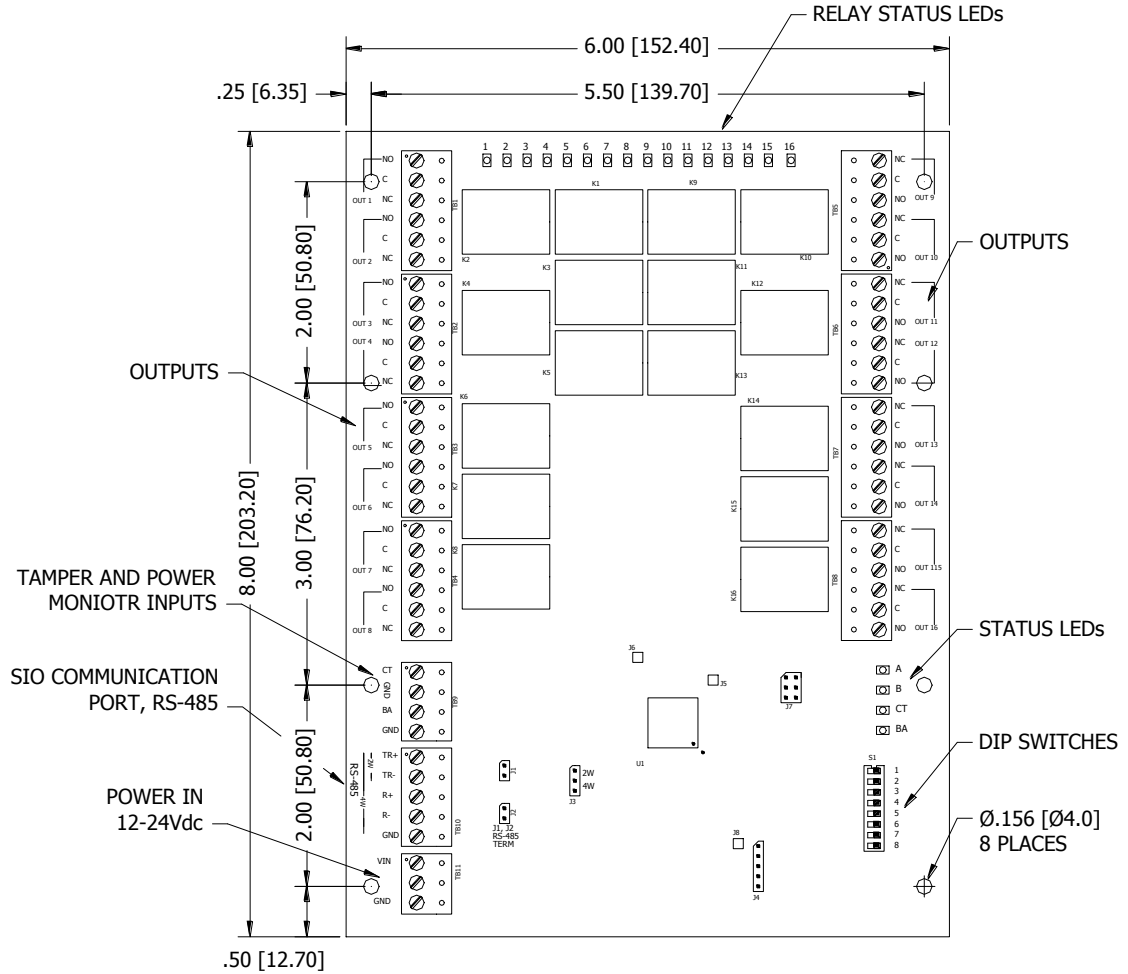 RELAY STATUS LEDs
6.00 [152.40]
.25 [6.35]
5.50 [139.70]
1 2 3 4 5 6 7 8 9 10 11 12 13 14 15 16
NO
C
OUT 1
NC
NO
C
OUT 2
NC
TB1
NO
C
OUT 3
NC
OUT 4
NO
C
NC
TB2
NO
C
OUT 5
NC
NO
C
OUT 6
NC
TB3
NO
C
OUT 7
NC
NO
C
OUT 8
NC
TB4
K1
K9
K2
K3
K11
K10
K4
K12
K5
K13
K6
K14
K7
K15
K8
K16
NC
C
NO
OUT 9
NC
C
NO
OUT 10
TB5
NC
C
NO
OUT 11
NC
OUT 12
C
NO
TB6
NC
C
NO
OUT 13
NC
C
NO
OUT 14
TB7
NC
C
NO
OUT 115
NC
C
NO
OUT 16
TB8
OUTPUTS
OUTPUTS
2.00 [50.80]
3.00 [76.20]
8.00 [203.20]
2.00 [50.80]
.50 [12.70]
TAMPER AND POWER
MONIOTR INPUTS
SIO COMMUNICATION
PORT, RS-485
POWER IN
12-24Vdc
CT
GND
BA
GND
TB9
TR+
TR-
R+
R-
GND
TB10
2W
4W
RS-485
VIN
GND
TB11
J1
J2
J1, J2
RS-485
TERM
2W
4W
J3
J6
J5
J7
U1
J8
J4
STATUS LEDs
A
B
CT
BA
DIP SWITCHES
S1
1
2
3
4
5
6
7
8
Ø.156 [Ø4.0]
8 PLACES